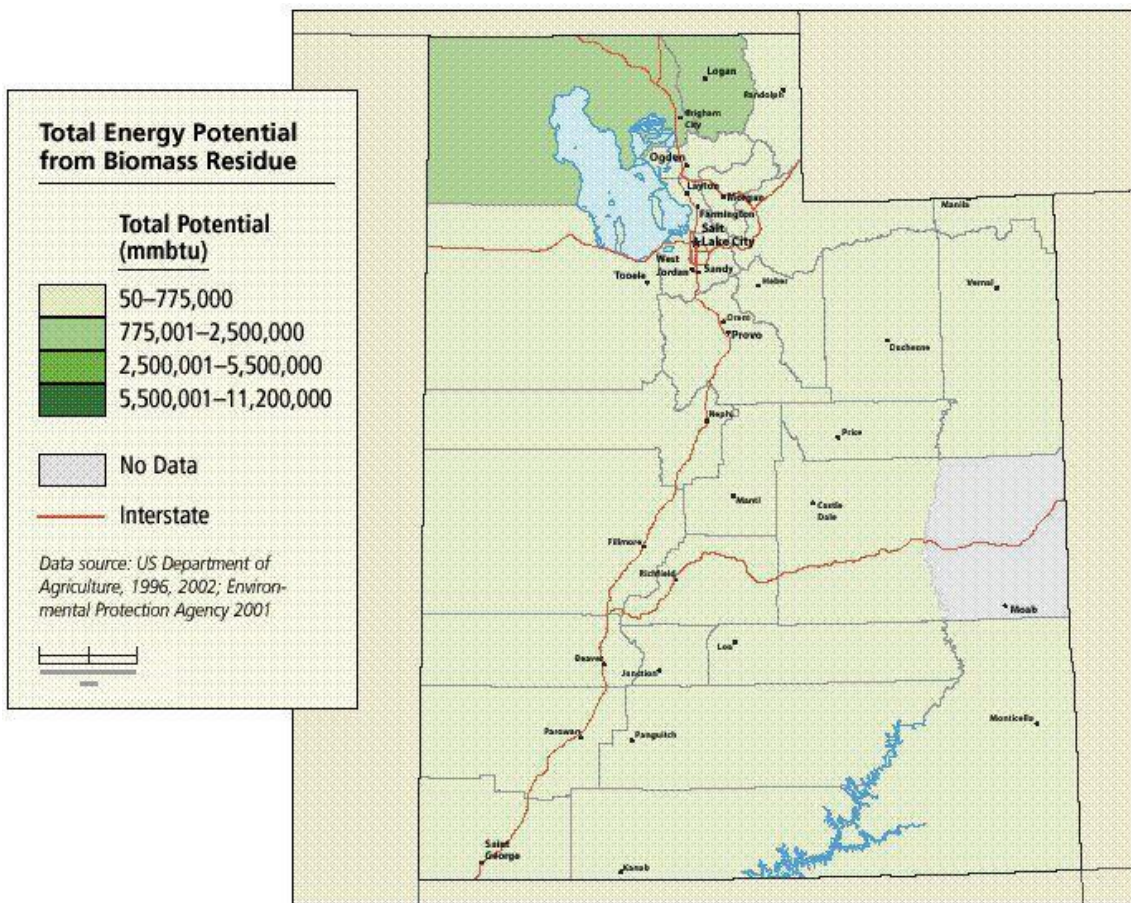 Total Energy Potential
from Biomass Residue
Total Potential
(mmbtu)
50–775,000
775,001–2,500,000
2,500,001–5,500,000
5,500,001–11,200,000
No Data
Interstate
Data source: US Department of
Agriculture, 1996, 2002; Environ-
mental Protection Agency 2001
Logan
Randolph
Brigham
City
Ogden
Layton
Morgan
Farmington
Salt
Lake City
Manila
West
Jordan
Sandy
Tooele
Heber
Vernal
Orem
Provo
Duchesne
Nephi
Price
Manti
Castle
Dale
Fillmore
Richfield
Moab
Loa
Beaver
Junction
Monticello
Parowan
Panguitch
Saint
George
Kanab